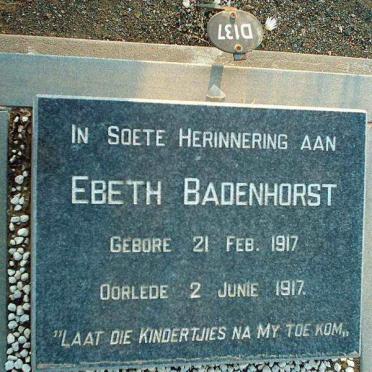 D137
IN SOETE HERINNERING AAN
EBETH BADENHORST
GEBORE 21 FEB. 1917
OORLEDE 2 JUNIE 1917.
"LAAT DIE KINDERTJIES NA MY TOE KOM„